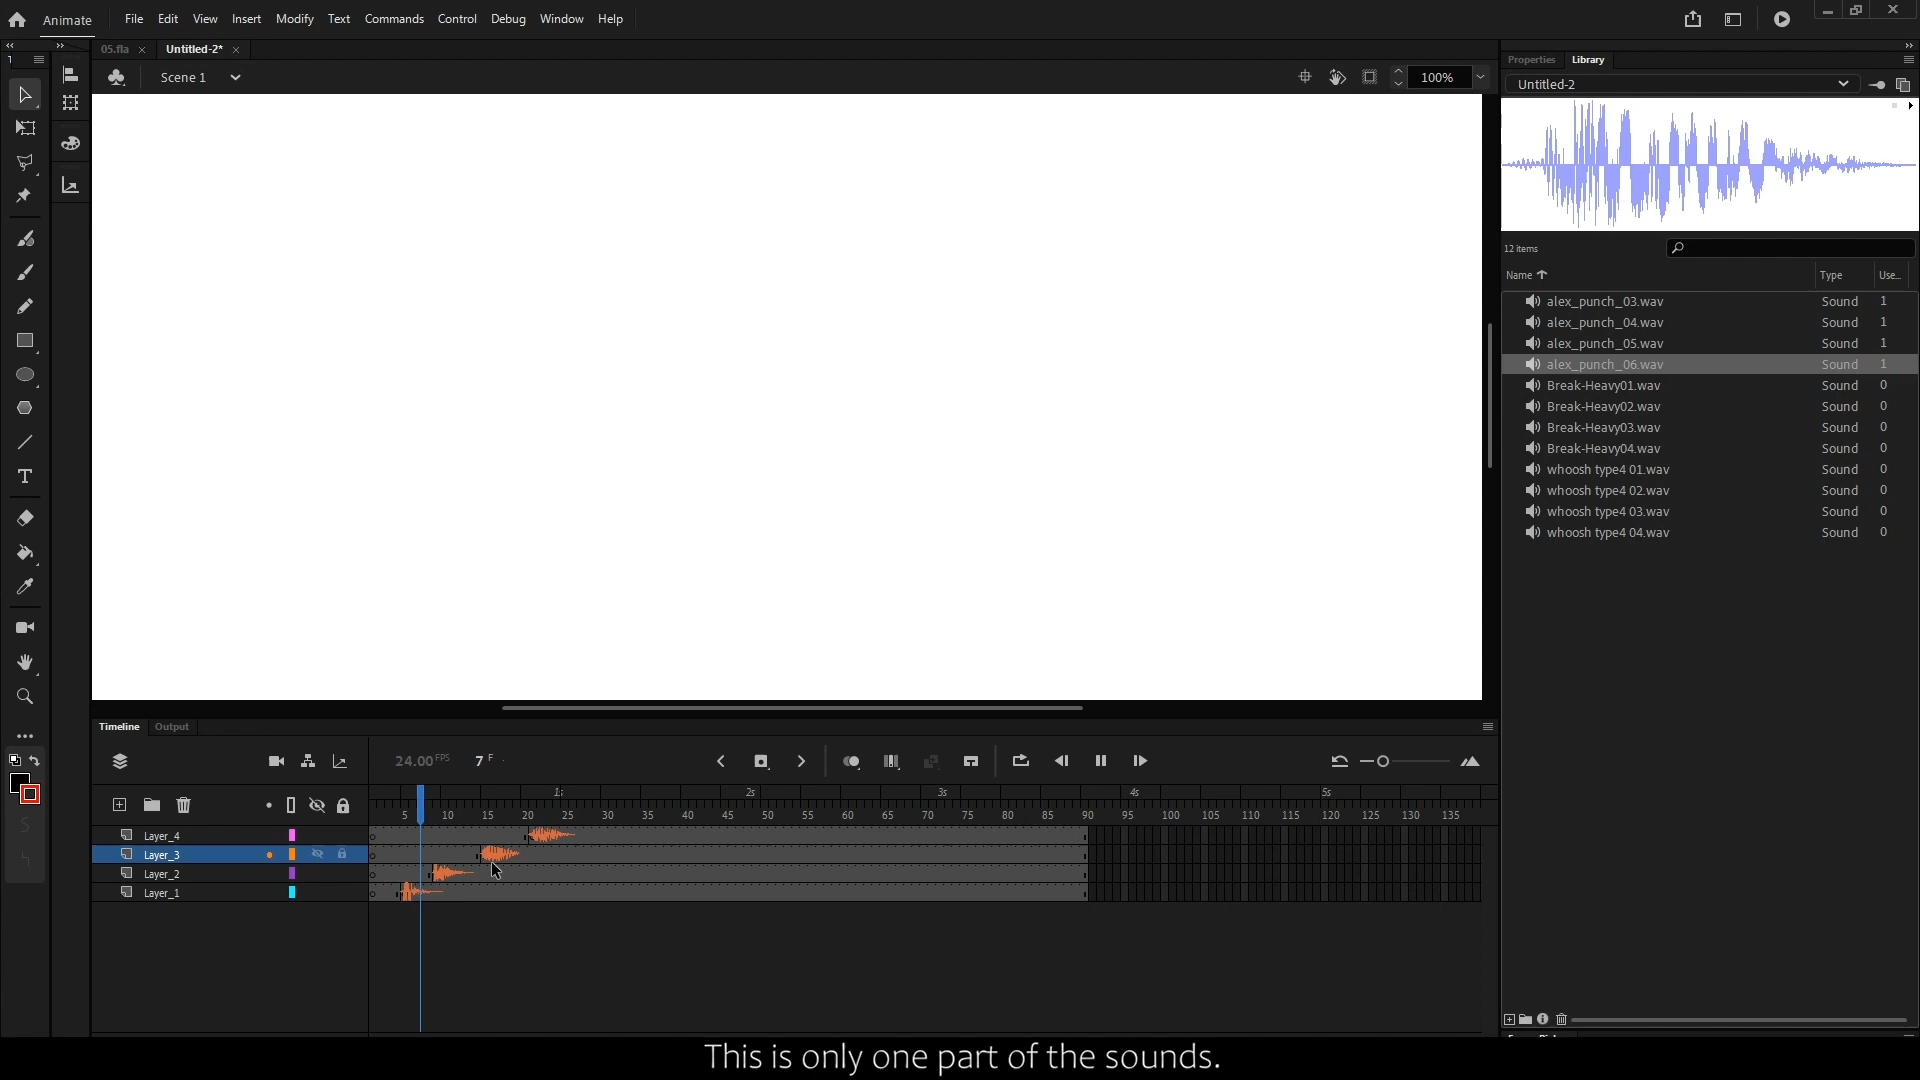 Animate File Edit View Insert Modify Text Commands Control Debug Window Help
05.fla Untitled-2*
Scene 1 100%
Properties Library
Untitled-2
12 items
Name Type Use...
alex_punch_03.wav Sound 1
alex_punch_04.wav Sound 1
alex_punch_05.wav Sound 1
alex_punch_06.wav Sound 1
Break-Heavy01.wav Sound 0
Break-Heavy02.wav Sound 0
Break-Heavy03.wav Sound 0
Break-Heavy04.wav Sound 0
whoosh type4 01.wav Sound 0
whoosh type4 02.wav Sound 0
whoosh type4 03.wav Sound 0
whoosh type4 04.wav Sound 0
Timeline Output
24.00 FPS 7 F
1s 2s 3s 4s 5s
5 10 15 20 25 30 35 40 45 50 55 60 65 70 75 80 85 90 95 100 105 110 115 120 125 130 135
Layer_4
Layer_3
Layer_2
Layer_1
This is only one part of the sounds.